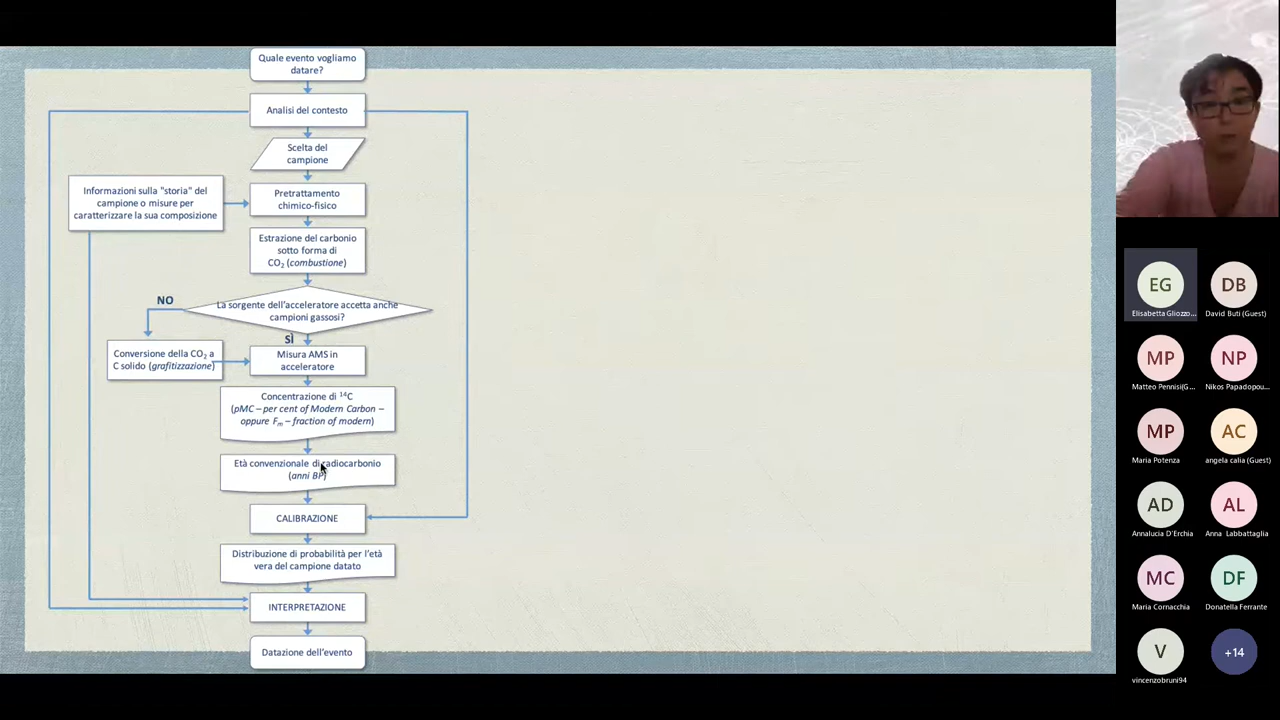 Quale evento vogliamo
datare?
Analisi del contesto
Scelta del
campione
Informazioni sulla "storia" del
campione o misure per
caratterizzare la sua composizione
Pretrattamento
chimico-fisico
Estrazione del carbonio
sotto forma di
CO₂ (combustione)
NO
La sorgente dell'acceleratore accetta anche
campioni gassosi?
SÌ
Conversione della CO₂ a
C solido (grafitizzazione)
Misura AMS in
acceleratore
Concentrazione di ¹⁴C
(pMC – per cent of Modern Carbon –
oppure Fₘ – fraction of modern)
Età convenzionale di radiocarbonio
(anni BP)
CALIBRAZIONE
Distribuzione di probabilità per l'età
vera del campione datato
INTERPRETAZIONE
Datazione dell'evento
EG
DB
Elisabetta Gliozzo...
David Buti (Guest)
MP
NP
Matteo Pennisi(G...
Nikos Papadopou...
MP
AC
Maria Potenza
angela calia (Guest)
AD
AL
Annalucia D'Erchia
Anna Labbattaglia
MC
DF
Maria Cornacchia
Donatella Ferrante
V
+14
vincenzobruni94